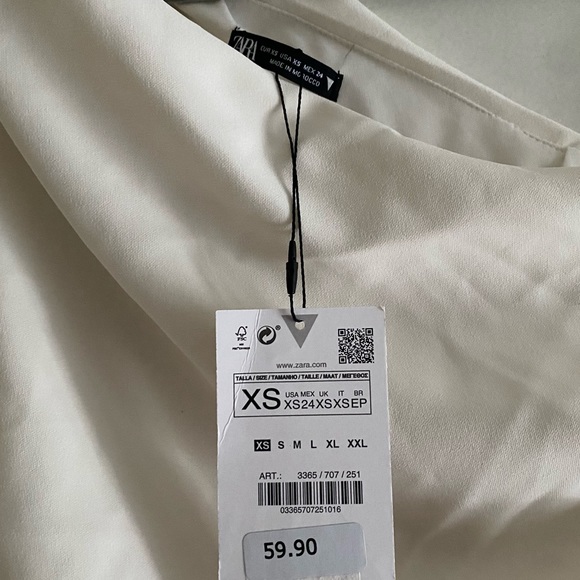 ZARA
EUR XS USA XS MEX 24
MADE IN MOROCCO
FSC
www.zara.com
TALLA / SIZE / TAMANHO / TAILLE / MAAT / ΜΕΓΕΘΟΣ
XS
USA MEX UK IT BR
XS24XSXSEP
XS S M L XL XXL
ART.: 3365 / 707 / 251
03365707251016
59.90